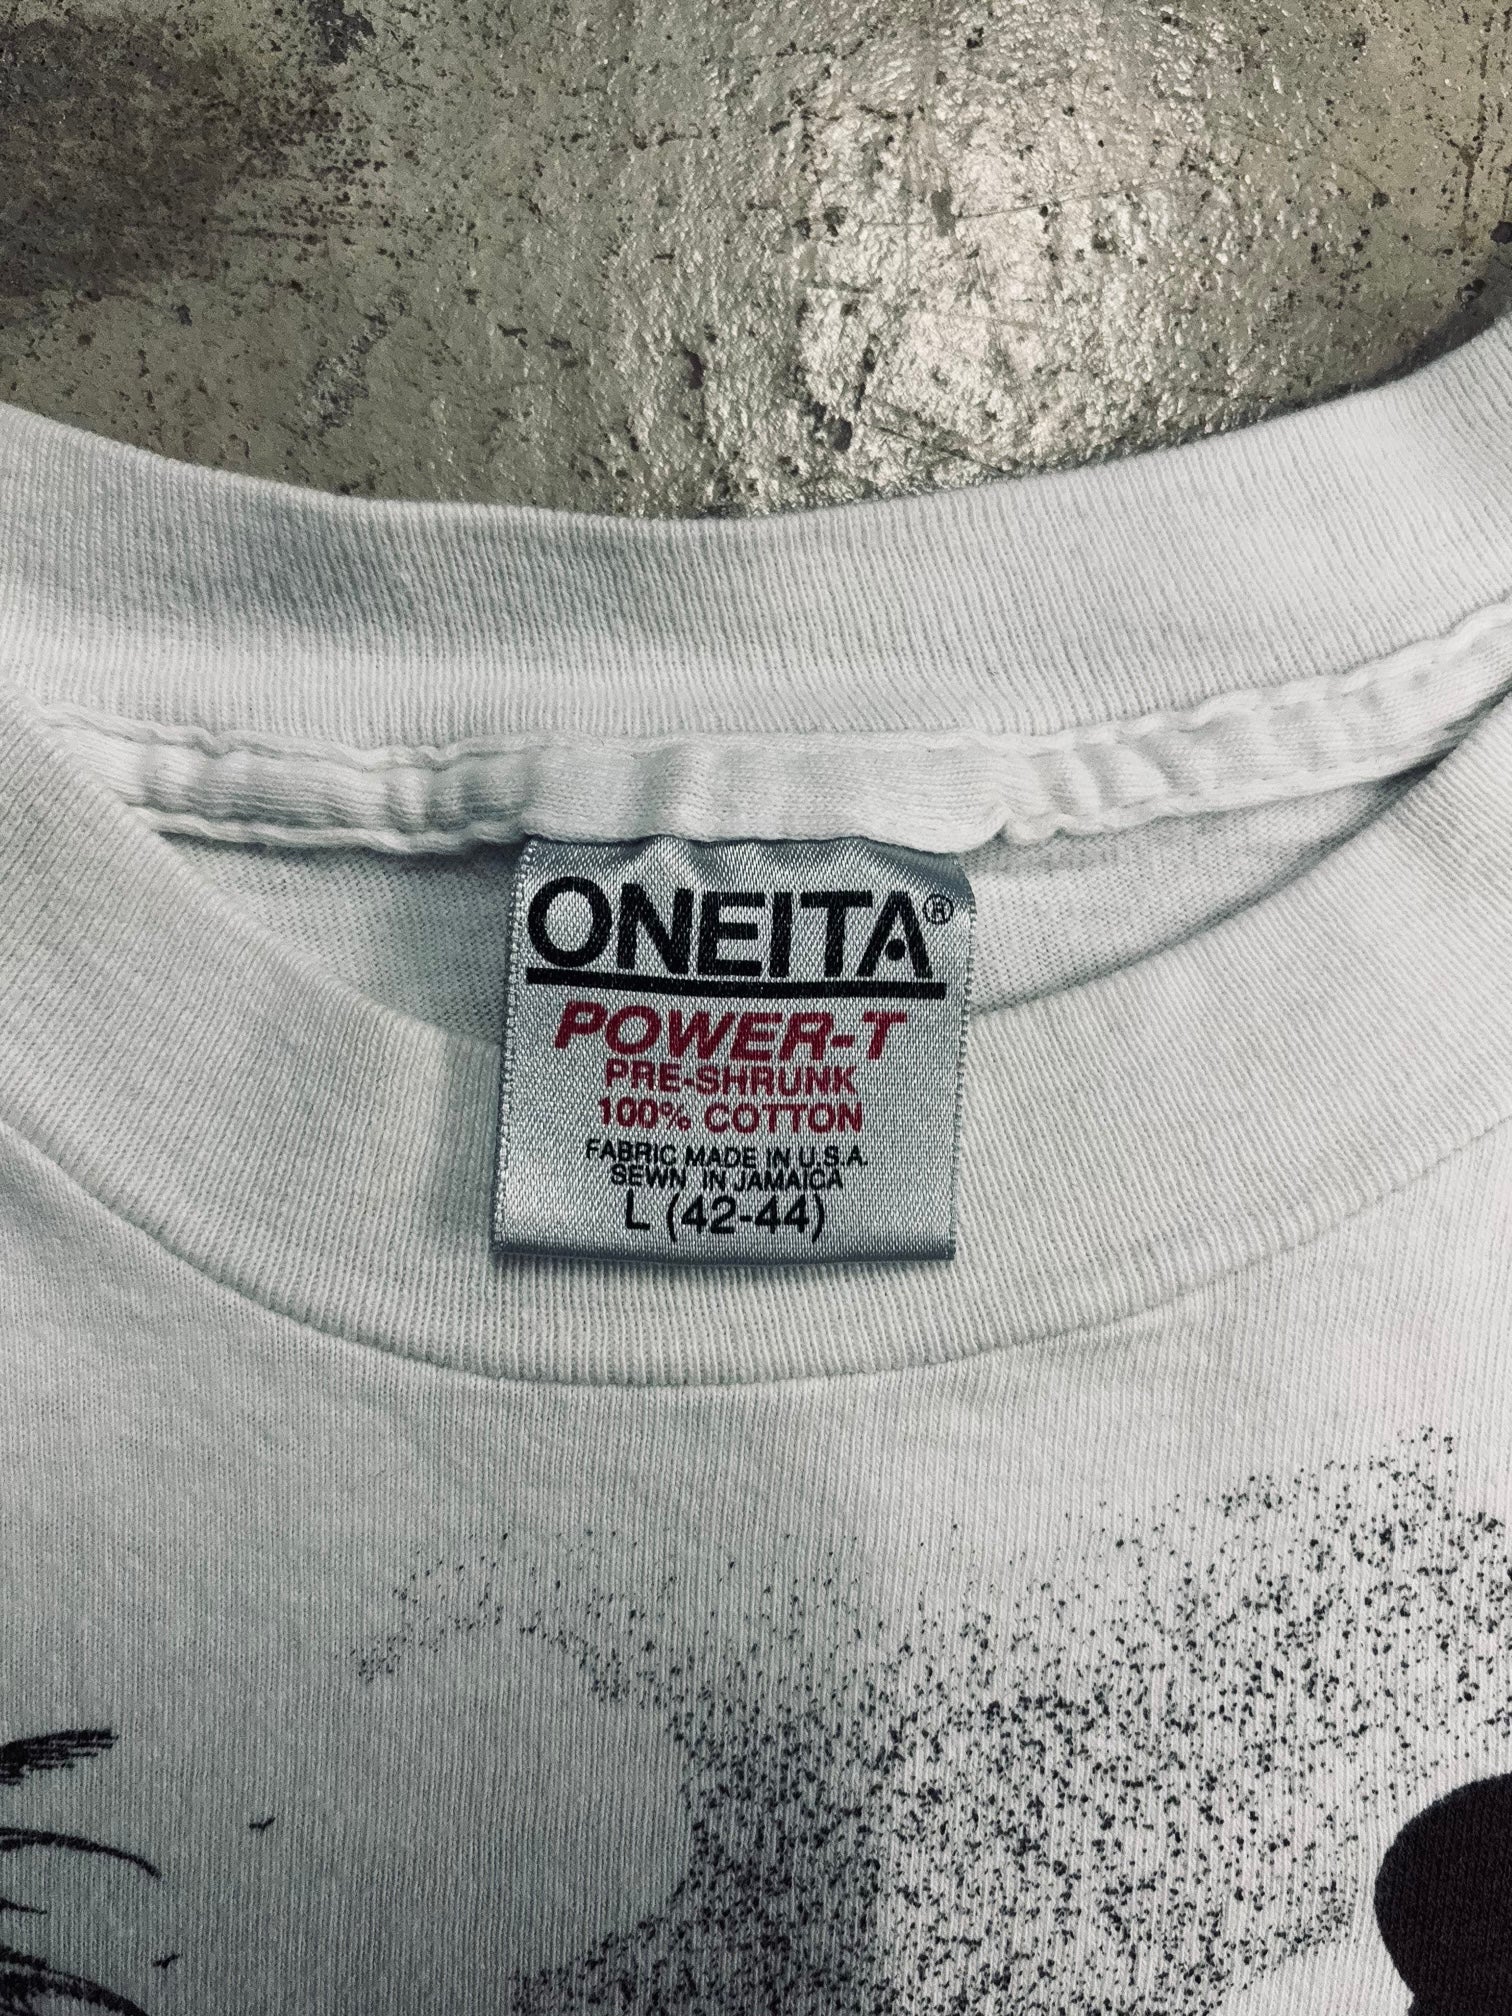 ONEITA®
POWER-T
PRE-SHRUNK
100% COTTON
FABRIC MADE IN U.S.A.
SEWN IN JAMAICA
L (42-44)